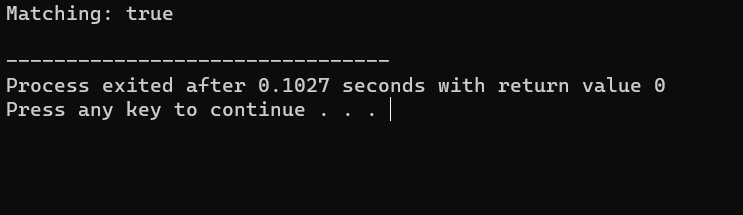 Matching: true
--------------------------------
Process exited after 0.1027 seconds with return value 0
Press any key to continue . . .